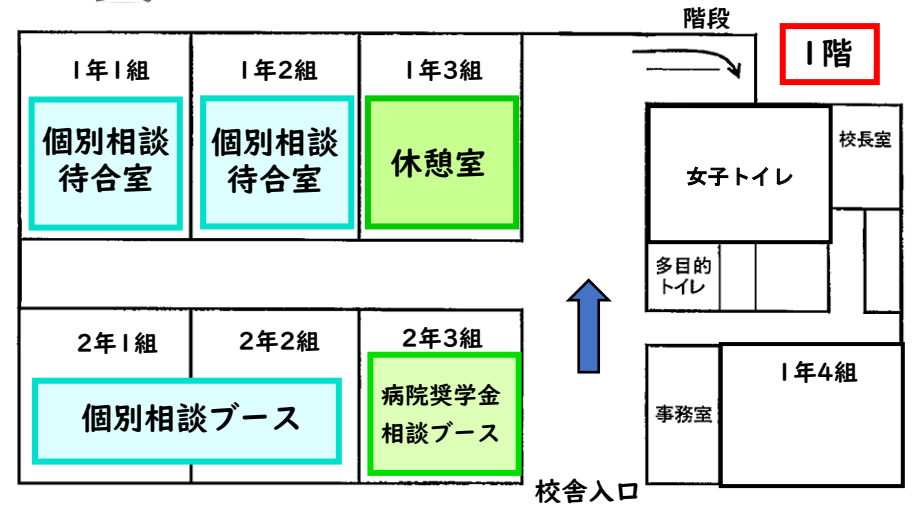 階段
1階
1年1組
1年2組
1年3組
個別相談
待合室
個別相談
待合室
休憩室
校長室
女子トイレ
多目的
トイレ
2年1組
2年2組
2年3組
個別相談ブース
病院奨学金
相談ブース
1年4組
事務室
校舎入口